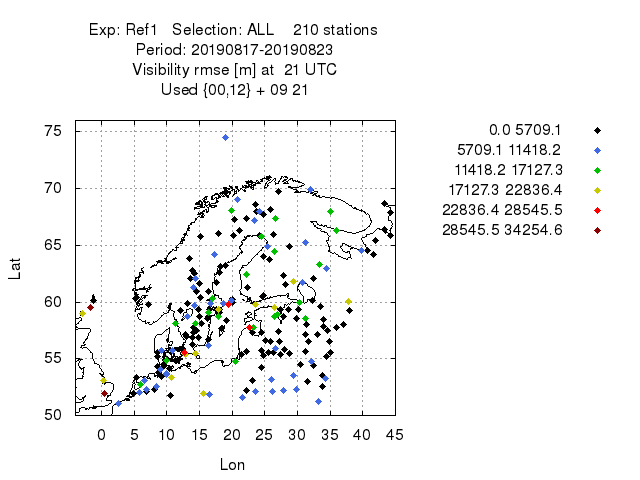 Exp: Ref1 Selection: ALL 210 stations
Period: 20190817-20190823
Visibility rmse [m] at 21 UTC
Used {00,12} + 09 21
0.0 5709.1
5709.1 11418.2
11418.2 17127.3
17127.3 22836.4
22836.4 28545.5
28545.5 34254.6
75
70
65
60
55
50
Lat
0 5 10 15 20 25 30 35 40 45
Lon